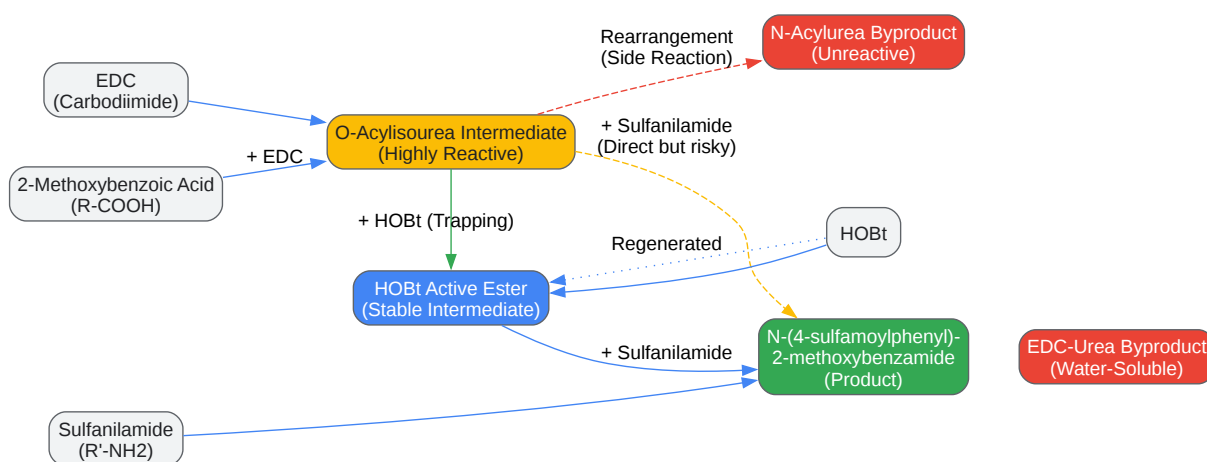 N-Acylurea Byproduct
(Unreactive)
Rearrangement
(Side Reaction)
EDC
(Carbodiimide)
+ Sulfanilamide
(Direct but risky)
O-Acylisourea Intermediate
(Highly Reactive)
+ EDC
2-Methoxybenzoic Acid
(R-COOH)
+ HOBt (Trapping)
HOBt
Regenerated
HOBt Active Ester
(Stable Intermediate)
+ Sulfanilamide
N-(4-sulfamoylphenyl)-
2-methoxybenzamide
(Product)
EDC-Urea Byproduct
(Water-Soluble)
Sulfanilamide
(R'-NH2)